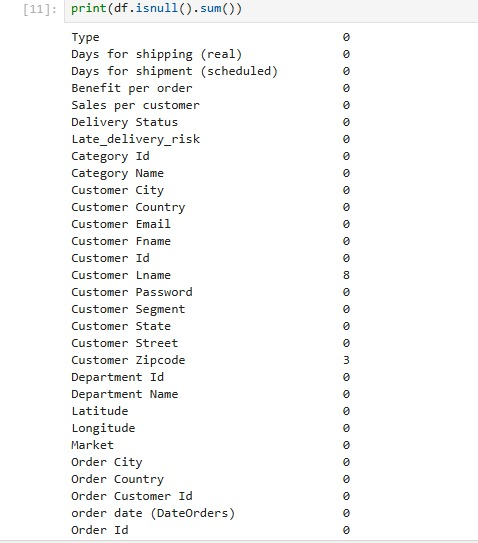 [11]: print(df.isnull().sum())
Type 0
Days for shipping (real) 0
Days for shipment (scheduled) 0
Benefit per order 0
Sales per customer 0
Delivery Status 0
Late_delivery_risk 0
Category Id 0
Category Name 0
Customer City 0
Customer Country 0
Customer Email 0
Customer Fname 0
Customer Id 0
Customer Lname 8
Customer Password 0
Customer Segment 0
Customer State 0
Customer Street 0
Customer Zipcode 3
Department Id 0
Department Name 0
Latitude 0
Longitude 0
Market 0
Order City 0
Order Country 0
Order Customer Id 0
order date (DateOrders) 0
Order Id 0